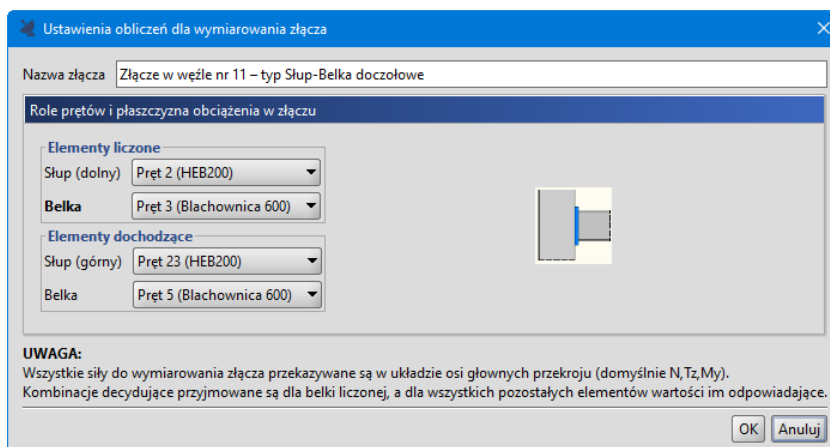 Ustawienia obliczeń dla wymiarowania złącza
Nazwa złącza Złącze w węźle nr 11 – typ Słup-Belka doczołowe
Role prętów i płaszczyzna obciążenia w złączu
Elementy liczone
Słup (dolny) Pręt 2 (HEB200)
Belka Pręt 3 (Blachownica 600)
Elementy dochodzące
Słup (górny) Pręt 23 (HEB200)
Belka Pręt 5 (Blachownica 600)
UWAGA:
Wszystkie siły do wymiarowania złącza przekazywane są w układzie osi głownych przekroju (domyślnie N,Tz,My).
Kombinacje decydujące przyjmowane są dla belki liczonej, a dla wszystkich pozostałych elementów wartości im odpowiadające.
OK Anuluj